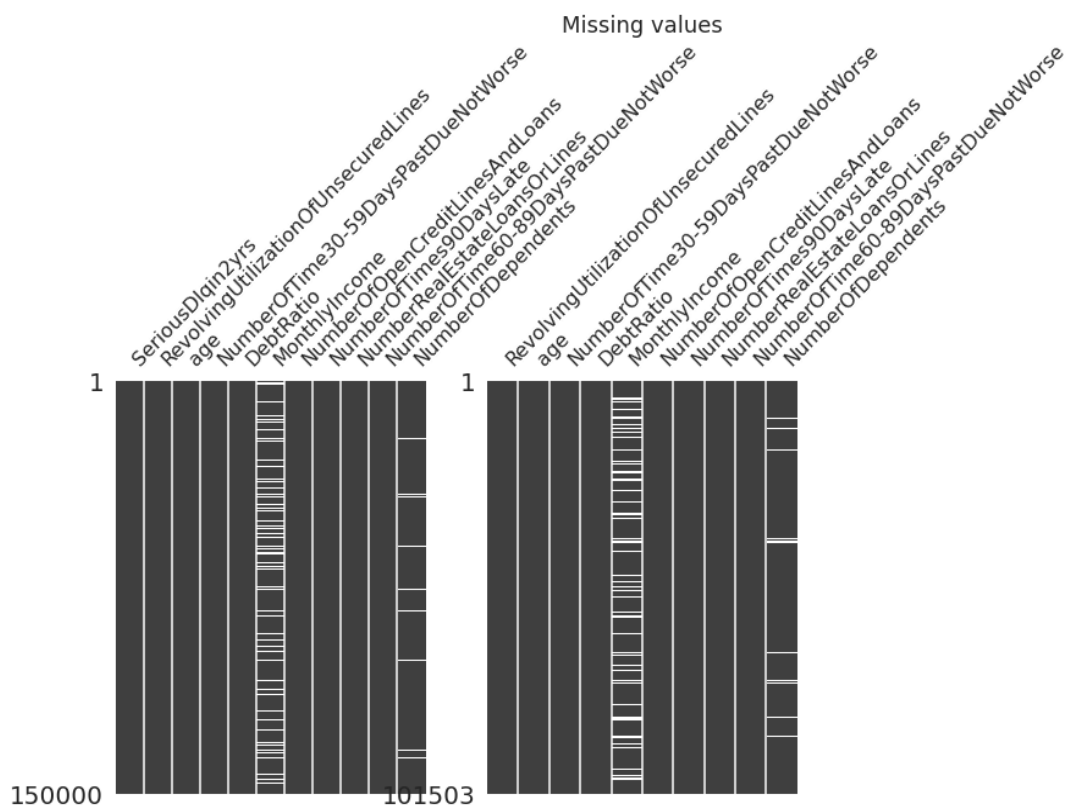 Missing values
SeriousDlqin2yrs
RevolvingUtilizationOfUnsecuredLines
age
NumberOfTime30-59DaysPastDueNotWorse
DebtRatio
MonthlyIncome
NumberOfOpenCreditLinesAndLoans
NumberOfTimes90DaysLate
NumberRealEstateLoansOrLines
NumberOfTime60-89DaysPastDueNotWorse
NumberOfDependents
1
150000
RevolvingUtilizationOfUnsecuredLines
age
NumberOfTime30-59DaysPastDueNotWorse
DebtRatio
MonthlyIncome
NumberOfOpenCreditLinesAndLoans
NumberOfTimes90DaysLate
NumberRealEstateLoansOrLines
NumberOfTime60-89DaysPastDueNotWorse
NumberOfDependents
1
101503